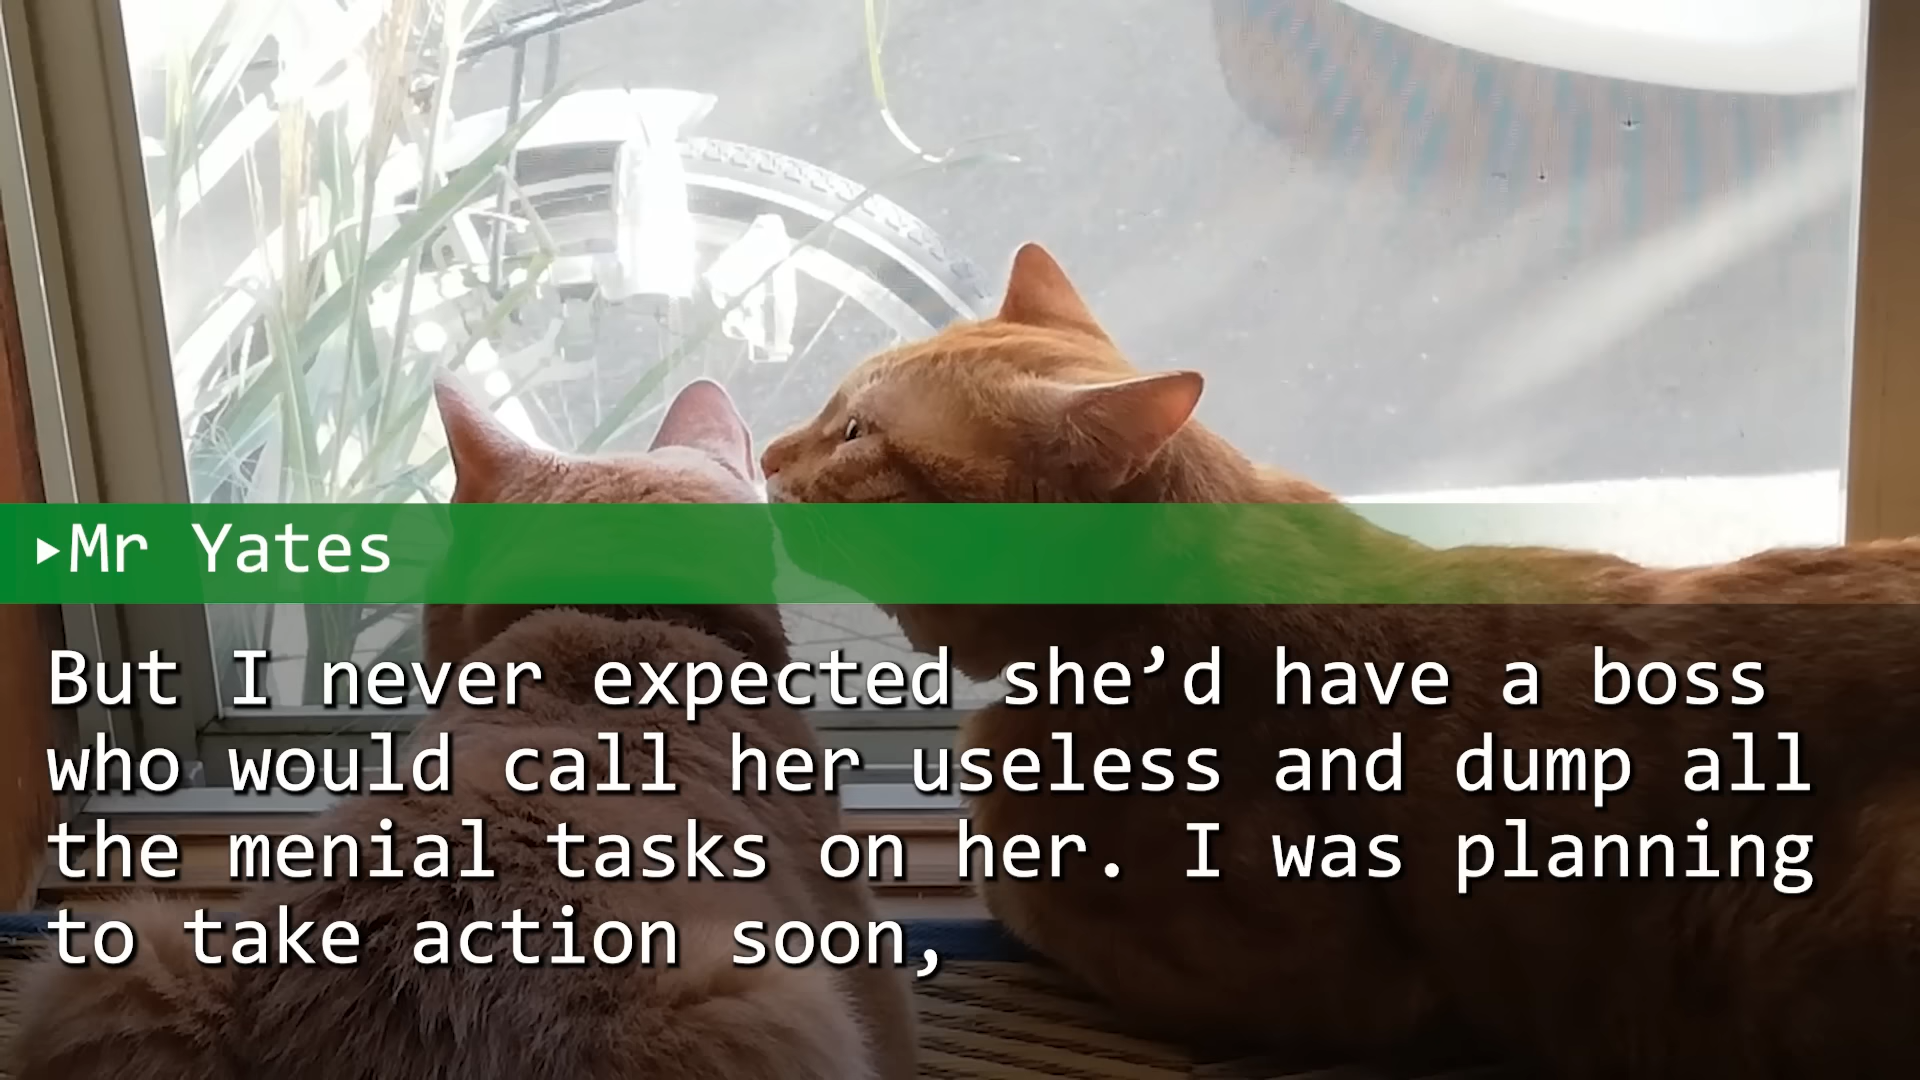 ▸Mr Yates
But I never expected she’d have a boss
who would call her useless and dump all
the menial tasks on her. I was planning
to take action soon,